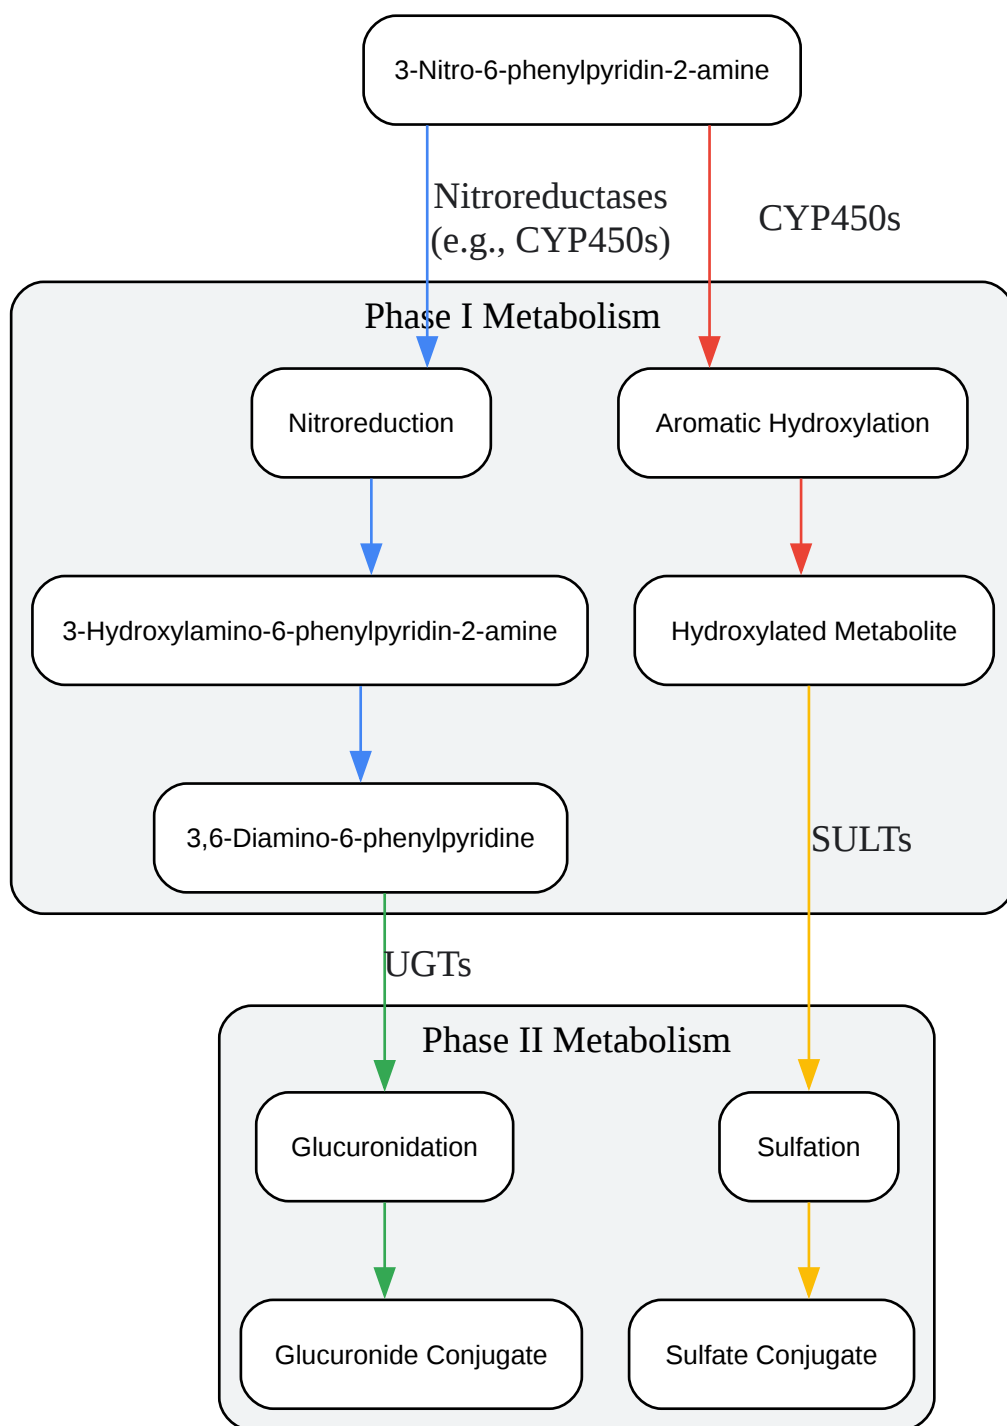 3-Nitro-6-phenylpyridin-2-amine
Nitroreductases
(e.g., CYP450s)
CYP450s
Phase I Metabolism
Nitroreduction
Aromatic Hydroxylation
3-Hydroxylamino-6-phenylpyridin-2-amine
Hydroxylated Metabolite
3,6-Diamino-6-phenylpyridine
SULTs
UGTs
Phase II Metabolism
Glucuronidation
Sulfation
Glucuronide Conjugate
Sulfate Conjugate